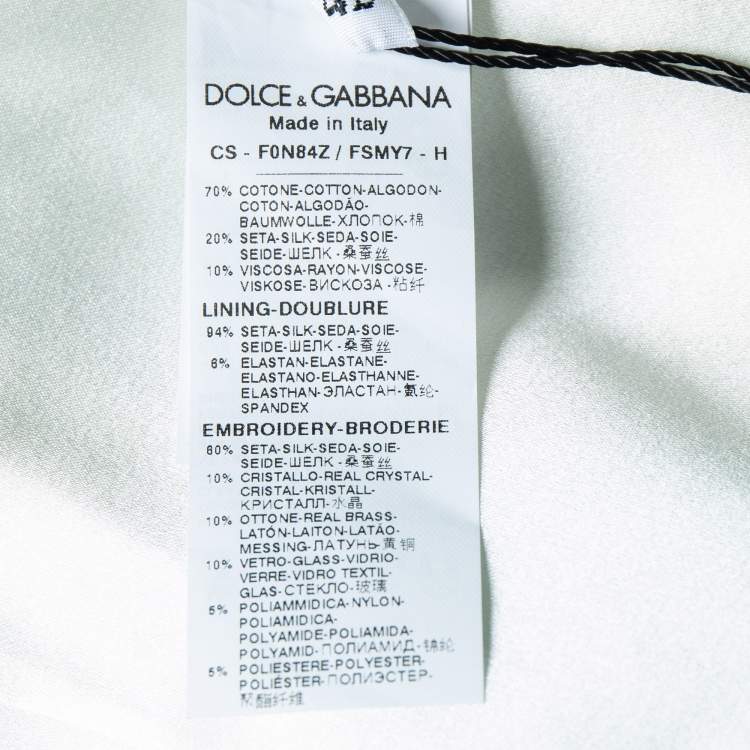 DOLCE & GABBANA
Made in Italy
CS - F0N84Z / FSMY7 - H
70% COTONE-COTTON-ALGODON-
COTON-ALGODÃO-
BAUMWOLLE-ХЛОПОК-棉
20% SETA-SILK-SEDA-SOIE-
SEIDE-ШЕЛК-桑蚕丝
10% VISCOSA-RAYON-VISCOSE-
VISKOSE-ВИСКОЗА -粘纤
LINING-DOUBLURE
94% SETA-SILK-SEDA-SOIE-
SEIDE-ШЕЛК-桑蚕丝
6% ELASTAN-ELASTANE-
ELASTANO-ELASTHANNE-
ELASTHAN-ЭЛАСТАН-氨纶-
SPANDEX
EMBROIDERY-BRODERIE
60% SETA-SILK-SEDA-SOIE-
SEIDE-ШЕЛК-桑蚕丝
10% CRISTALLO-REAL CRYSTAL-
CRISTAL-KRISTALL-
КРИСТАЛЛ-水晶
10% OTTONE-REAL BRASS-
LATÓN-LAITON-LATÃO-
MESSING-ЛАТУНЬ-黄铜
10% VETRO-GLASS-VIDRIO-
VERRE-VIDRO TEXTIL-
GLAS-СТЕКЛО-玻璃
5% POLIAMMIDICA-NYLON-
POLIAMIDICA-
POLYAMIDE-POLIAMIDA-
POLYAMID-ПОЛИАМИД-锦纶
5% POLIESTERE-POLYESTER-
POLIÉSTER-ПОЛИЭСТЕР-
聚酯纤维